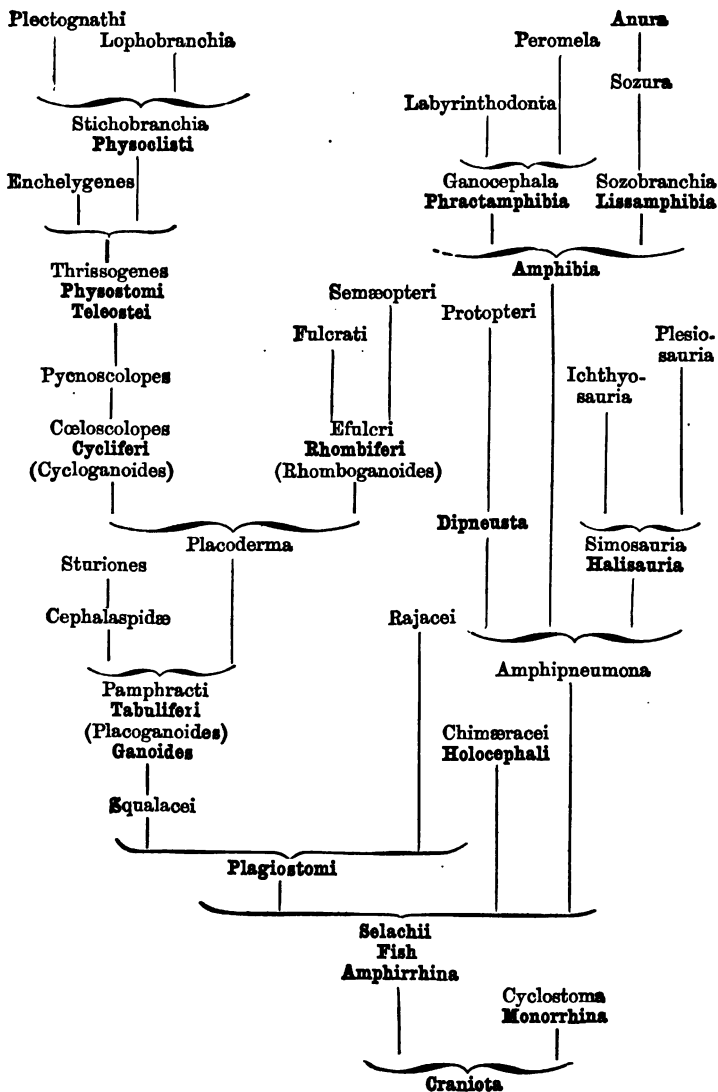 Plectognathi
Lophobranchia
Stichobranchia
Physoclisti
Enchelygenes
Thrissogenes
Physostomi
Teleostei
Pycnoscolopes
Cœloscolopes
Cycliferi
(Cycloganoides)
Semæopteri
Fulcrati
Efulcri
Rhombiferi
(Rhomboganoides)
Placoderma
Sturiones
Cephalaspidæ
Pamphracti
Tabuliferi
(Placoganoides)
Ganoides
Squalacei
Rajacei
Plagiostomi
Anura
Peromela
Sozura
Labyrinthodonta
Ganocephala
Phractamphibia
Sozobranchia
Lissamphibia
Amphibia
Protopteri
Plesio-
sauria
Ichthyo-
sauria
Dipneusta
Simosauria
Halisauria
Amphipneumona
Chimæracei
Holocephali
Selachii
Fish
Amphirrhina
Cyclostoma
Monorrhina
Craniota